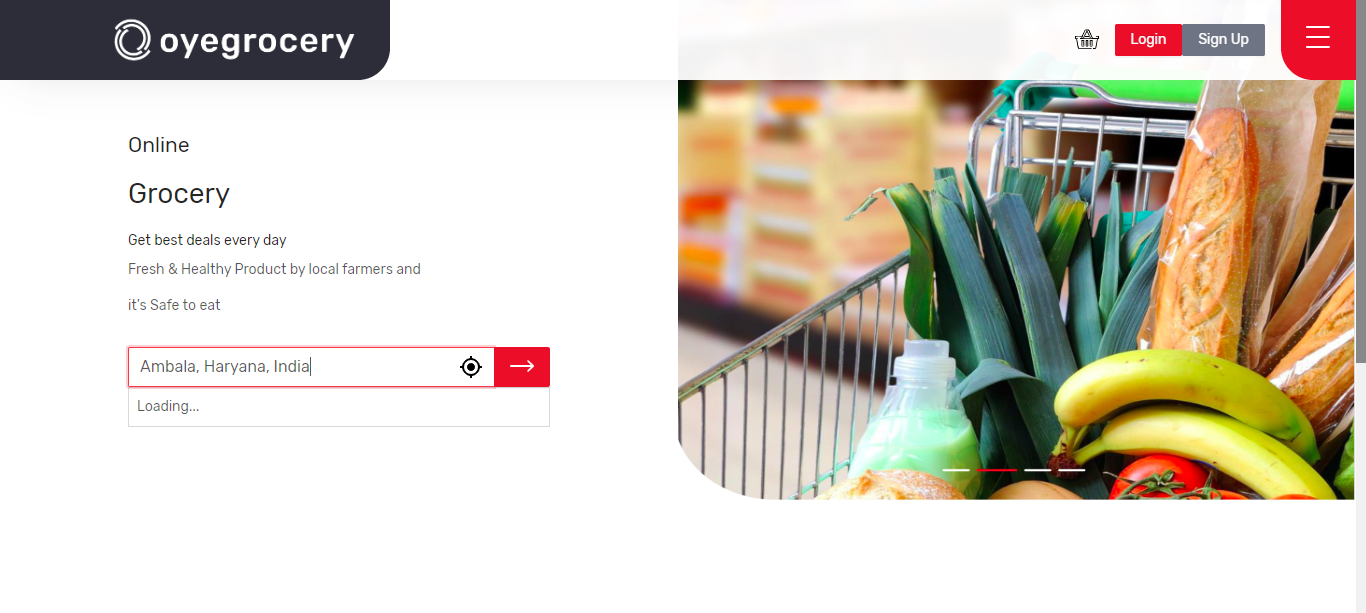 oyegrocery
Login
Sign Up
Online
Grocery
Get best deals every day
Fresh & Healthy Product by local farmers and
it's Safe to eat
Ambala, Haryana, India
Loading...